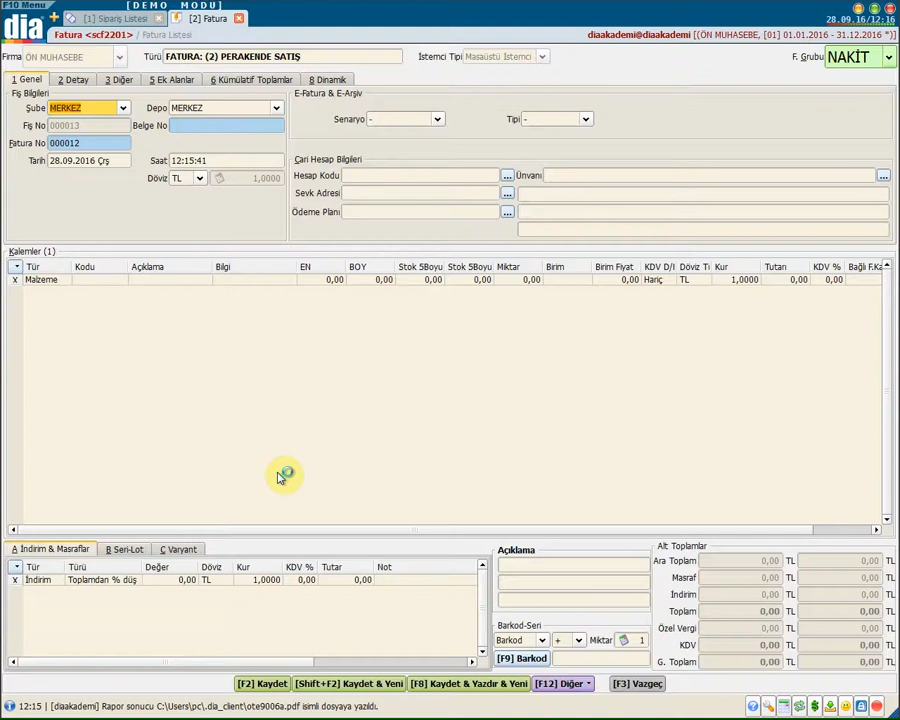 F10 Menu
[DEMO MODU]
dia
[1] Sipariş Listesi
[2] Fatura
28.09.16/12:16
Fatura <scf2201> / Fatura Listesi
diaakademi@diaakademi (ÖN MUHASEBE, [01] 01.01.2016 - 31.12.2016 *)
Firma ÖN MUHASEBE
Türü FATURA: (2) PERAKENDE SATIŞ
İstemci Tipi Masaüstü İstemci
F. Grubu NAKİT
1 Genel 2 Detay 3 Diğer 5 Ek Alanlar 6 Kümülatif Toplamlar 8 Dinamik
Fiş Bilgileri
Şube MERKEZ Depo MERKEZ
Fiş No 000013 Belge No
Fatura No 000012
Tarih 28.09.2016 Çrş Saat 12:15:41
Döviz TL 1,0000
E-Fatura & E-Arşiv
Senaryo - Tipi -
Cari Hesap Bilgileri
Hesap Kodu ... Ünvanı ...
Sevk Adresi ...
Ödeme Planı ...
Kalemler (1)
Tür Kodu Açıklama Bilgi EN BOY Stok 5Boyu Stok 5Boyu Miktar Birim Birim Fiyat KDV D/H Döviz Tü Kur Tutarı KDV % Bağlı F.Ka
x Malzeme 0,00 0,00 0,00 0,00 0,00 0,00 Hariç TL 1,0000 0,00 0,00
A İndirim & Masraflar B Seri-Lot C Varyant
Tür Türü Değer Döviz Kur KDV % Tutar Not
x İndirim Toplamdan % düş 0,00 TL 1,0000 0,00 0,00
Açıklama
Barkod-Seri
Barkod + Miktar 1
[F9] Barkod
Alt Toplamlar
Ara Toplam 0,00 TL 0,00 TL
Masraf 0,00 TL 0,00 TL
İndirim 0,00 TL 0,00 TL
Toplam 0,00 TL 0,00 TL
Özel Vergi 0,00 TL 0,00 TL
KDV 0,00 TL 0,00 TL
G. Toplam 0,00 TL 0,00 TL
[F2] Kaydet [Shift+F2] Kaydet & Yeni [F8] Kaydet & Yazdır & Yeni [F12] Diğer [F3] Vazgeç
12:15 | [diaakademi] Rapor sonucu C:\Users\pc\.dia_client\ote9006a.pdf isimli dosyaya yazıldı.